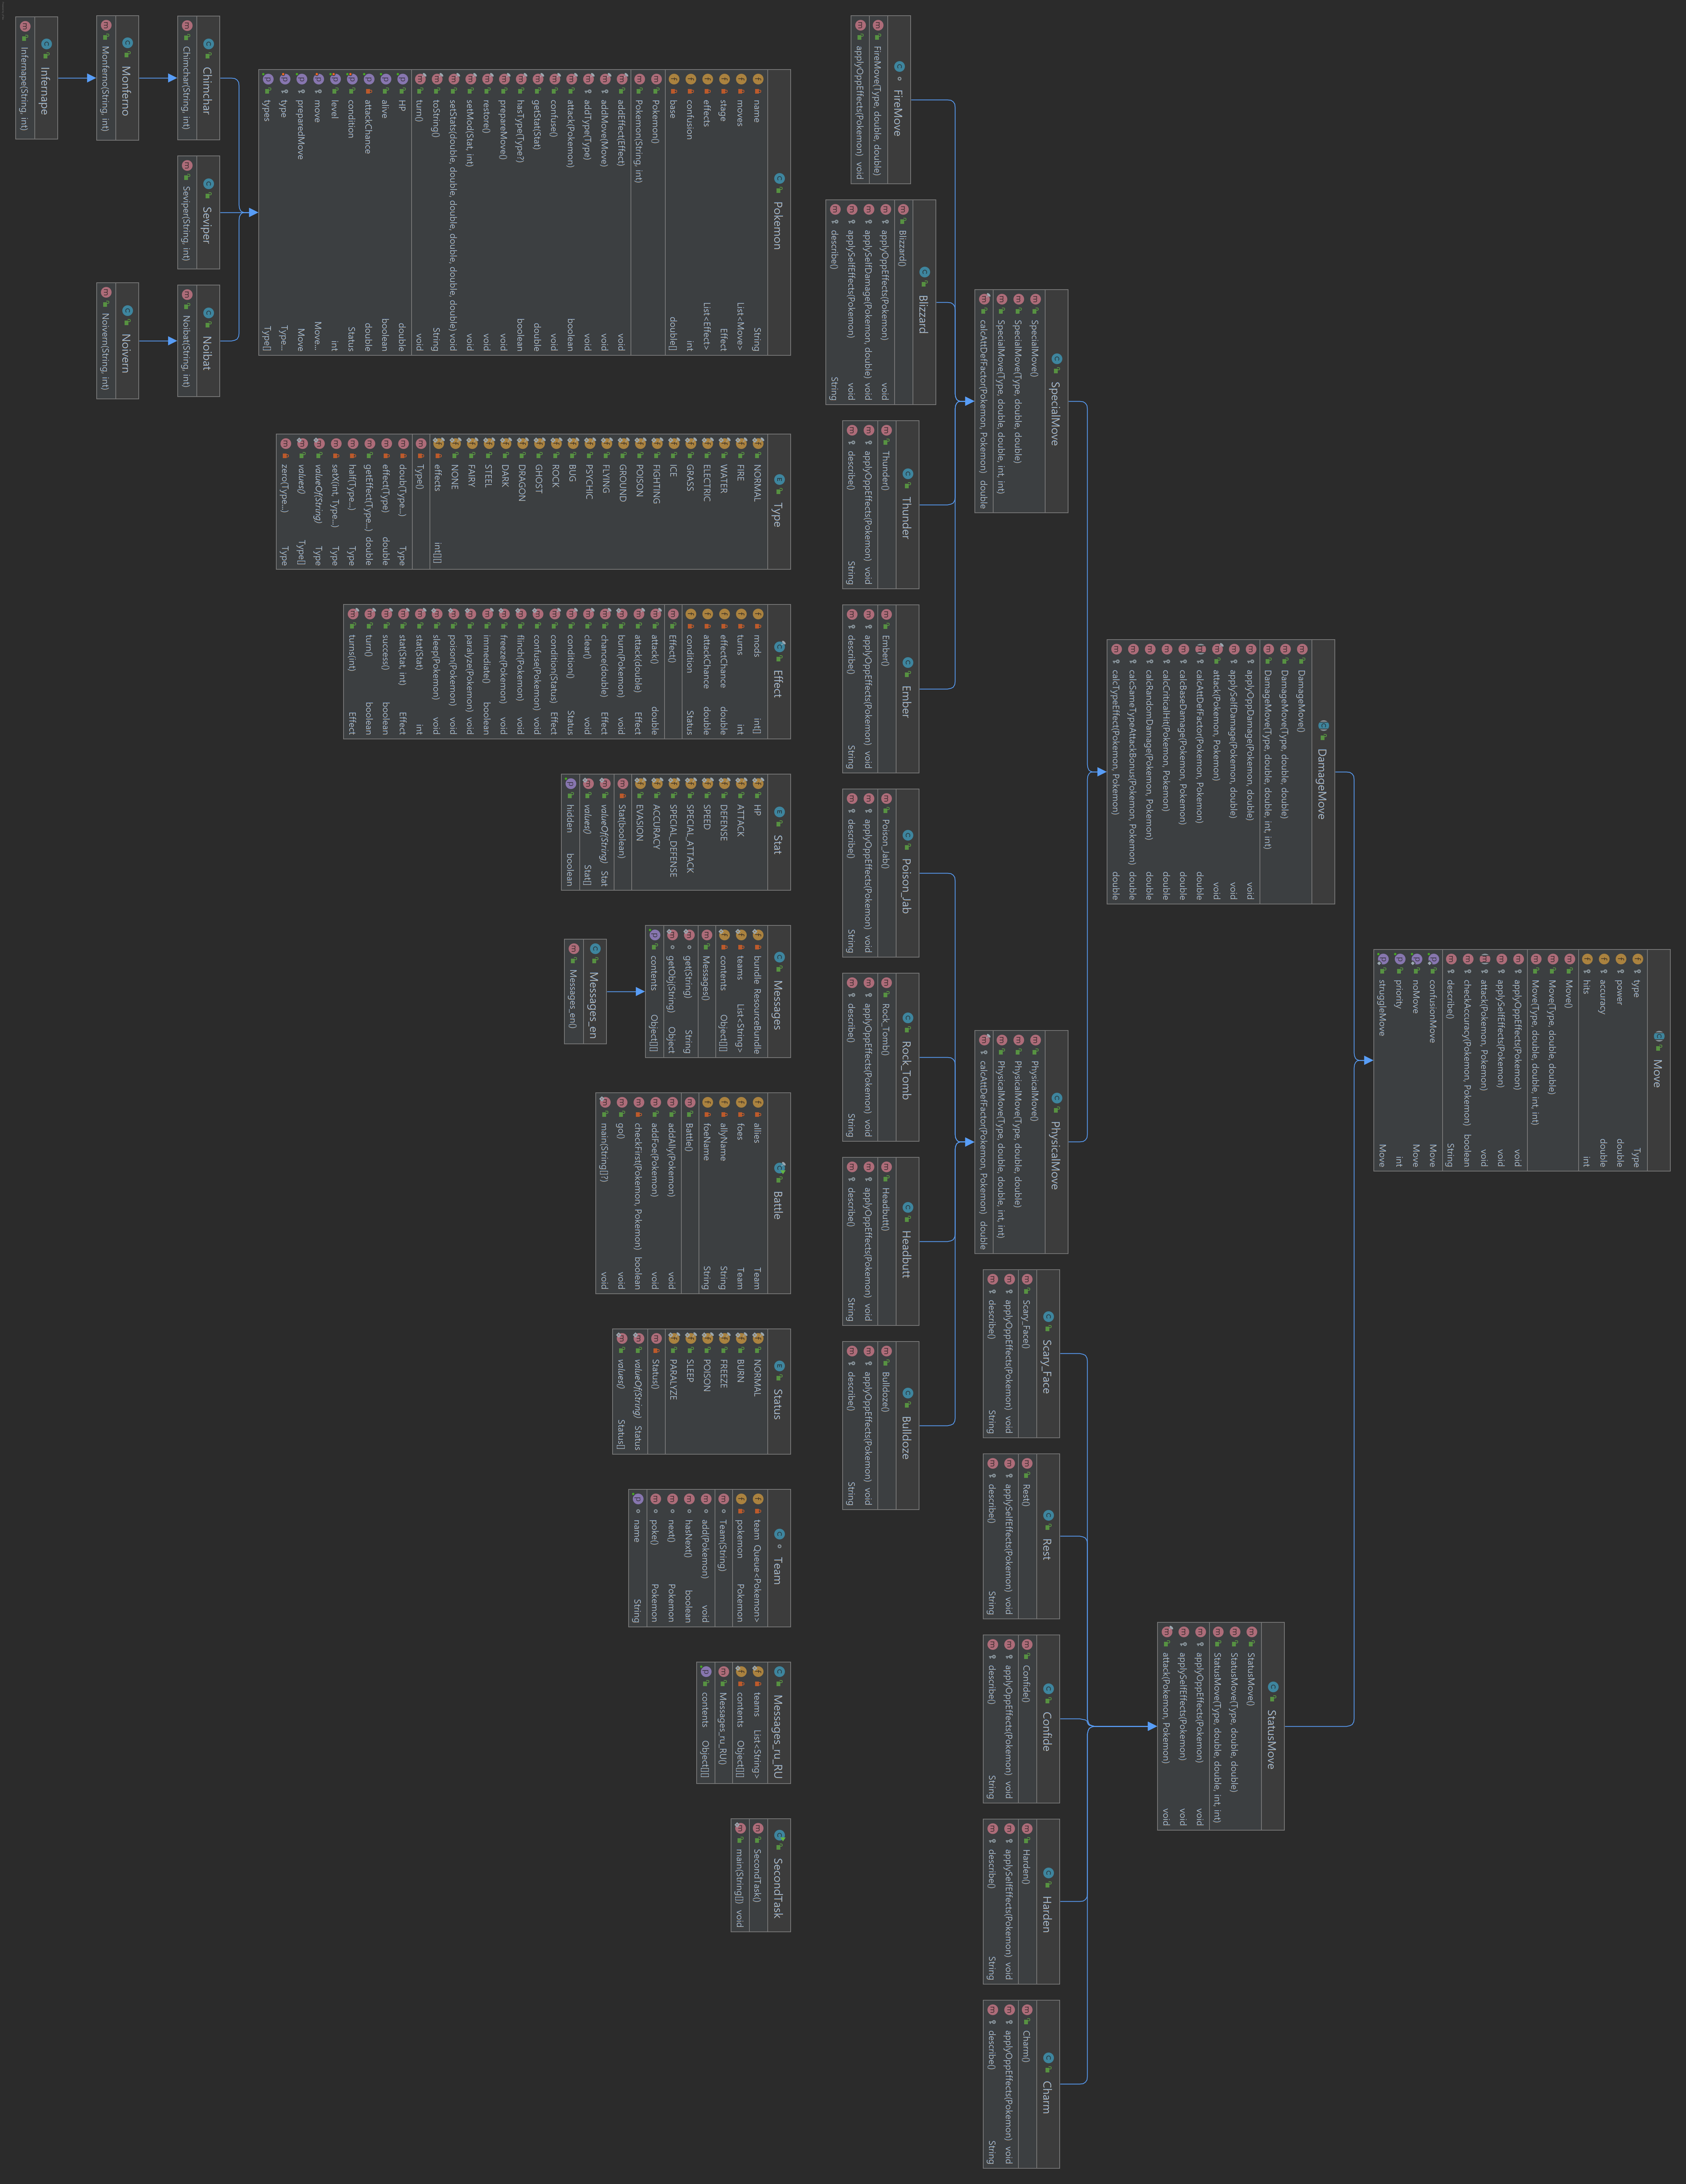 Move
type Type
power double
accuracy double
hits int
Move()
Move(Type, double, double)
Move(Type, double, double, int, int)
applyOppEffects(Pokemon) void
applySelfEffects(Pokemon) void
attack(Pokemon, Pokemon) void
checkAccuracy(Pokemon, Pokemon) boolean
describe() String
confusionMove Move
noMove Move
priority int
struggleMove Move
DamageMove
DamageMove()
DamageMove(Type, double, double)
DamageMove(Type, double, double, int, int)
applyOppDamage(Pokemon, double) void
applySelfDamage(Pokemon, double) void
attack(Pokemon, Pokemon) void
calcAttDefFactor(Pokemon, Pokemon) double
calcBaseDamage(Pokemon, Pokemon) double
calcCriticalHit(Pokemon, Pokemon) double
calcRandomDamage(Pokemon, Pokemon) double
calcSameTypeAttackBonus(Pokemon, Pokemon) double
calcTypeEffect(Pokemon, Pokemon) double
StatusMove
StatusMove()
StatusMove(Type, double, double)
StatusMove(Type, double, double, int, int)
applyOppEffects(Pokemon) void
applySelfEffects(Pokemon) void
attack(Pokemon, Pokemon) void
SpecialMove
SpecialMove()
SpecialMove(Type, double, double)
SpecialMove(Type, double, double, int, int)
calcAttDefFactor(Pokemon, Pokemon) double
PhysicalMove
PhysicalMove()
PhysicalMove(Type, double, double)
PhysicalMove(Type, double, double, int, int)
calcAttDefFactor(Pokemon, Pokemon) double
Scary_Face
Scary_Face()
applyOppEffects(Pokemon) void
describe() String
Rest
Rest()
applySelfEffects(Pokemon) void
describe() String
Confide
Confide()
applyOppEffects(Pokemon) void
describe() String
Harden
Harden()
applySelfEffects(Pokemon) void
describe() String
Charm
Charm()
applyOppEffects(Pokemon) void
describe() String
FireMove
FireMove(Type, double, double)
applyOppEffects(Pokemon) void
Blizzard
Blizzard()
applyOppEffects(Pokemon) void
applySelfDamage(Pokemon, double) void
applySelfEffects(Pokemon) void
describe() String
Thunder
Thunder()
applyOppEffects(Pokemon) void
describe() String
Ember
Ember()
applyOppEffects(Pokemon) void
describe() String
Poison_Jab
Poison_Jab()
applyOppEffects(Pokemon) void
describe() String
Rock_Tomb
Rock_Tomb()
applyOppEffects(Pokemon) void
describe() String
Headbutt
Headbutt()
applyOppEffects(Pokemon) void
describe() String
Bulldoze
Bulldoze()
applyOppEffects(Pokemon) void
describe() String
Pokemon
name String
moves List<Move>
stage Effect
effects List<Effect>
confusion int
base double[]
Pokemon()
Pokemon(String, int)
addEffect(Effect) void
addMove(Move) void
addType(Type) void
attack(Pokemon) boolean
confuse() void
getStat(Stat) double
hasType(Type?) boolean
prepareMove() void
restore() void
setMod(Stat, int) void
setStats(double, double, double, double, double, double) void
toString() String
turn() void
HP double
alive boolean
attackChance double
condition Status
level int
move Move...
preparedMove Move
type Type...
types Type[]
Type
NORMAL
FIRE
WATER
ELECTRIC
GRASS
ICE
FIGHTING
POISON
GROUND
FLYING
PSYCHIC
BUG
ROCK
GHOST
DRAGON
DARK
STEEL
FAIRY
NONE
effects int[][]
Type()
doub(Type...) Type
effect(Type) double
getEffect(Type...) double
half(Type...) Type
setX(int, Type...) Type
valueOf(String) Type
values() Type[]
zero(Type...) Type
Effect
mods int[]
turns int
effectChance double
attackChance double
condition Status
Effect()
attack() double
attack(double) Effect
burn(Pokemon) void
chance(double) Effect
clear() void
condition() Status
condition(Status) Effect
confuse(Pokemon) void
flinch(Pokemon) void
freeze(Pokemon) void
immediate() boolean
paralyze(Pokemon) void
poison(Pokemon) void
sleep(Pokemon) void
stat(Stat) int
stat(Stat, int) Effect
success() boolean
turn() boolean
turns(int) Effect
Stat
HP
ATTACK
DEFENSE
SPEED
SPECIAL_ATTACK
SPECIAL_DEFENSE
ACCURACY
EVASION
Stat(boolean)
valueOf(String) Stat
values() Stat[]
hidden boolean
Messages
bundle ResourceBundle
teams List<String>
contents Object[][]
Messages()
get(String) String
getObj(String) Object
contents Object[][]
Battle
allies Team
foes Team
allyName String
foeName String
Battle()
addAlly(Pokemon) void
addFoe(Pokemon) void
checkFirst(Pokemon, Pokemon) boolean
go() void
main(String[]?) void
Status
NORMAL
BURN
FREEZE
POISON
SLEEP
PARALYZE
Status()
valueOf(String) Status
values() Status[]
Team
team Queue<Pokemon>
pokemon Pokemon
Team(String)
add(Pokemon) void
hasNext() boolean
next() Pokemon
poke() Pokemon
name String
Messages_ru_RU
teams List<String>
contents Object[][]
Messages_ru_RU()
contents Object[][]
SecondTask
SecondTask()
main(String[]) void
Messages_en
Messages_en()
Chimchar
Chimchar(String, int)
Seviper
Seviper(String, int)
Noibat
Noibat(String, int)
Monferno
Monferno(String, int)
Noivern
Noivern(String, int)
Infernape
Infernape(String, int)